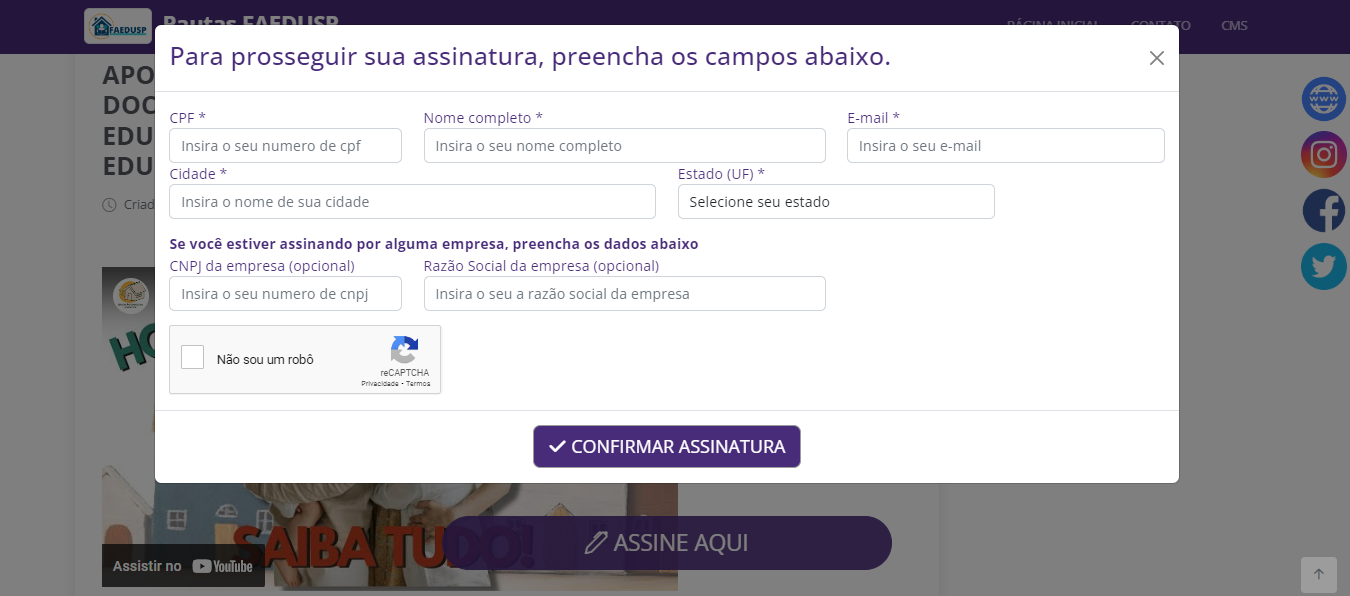 FAEDUSP
Pautas FAEDUSP
PÁGINA INICIAL
CONTATO
CMS
Para prosseguir sua assinatura, preencha os campos abaixo.
APO
DOC
EDU
EDU
Criad
CPF *
Nome completo *
E-mail *
Insira o seu numero de cpf
Insira o seu nome completo
Insira o seu e-mail
Cidade *
Estado (UF) *
Insira o nome de sua cidade
Selecione seu estado
Se você estiver assinando por alguma empresa, preencha os dados abaixo
CNPJ da empresa (opcional)
Razão Social da empresa (opcional)
Insira o seu numero de cnpj
Insira o seu a razão social da empresa
Não sou um robô
reCAPTCHA
Privacidade • Termos
CONFIRMAR ASSINATURA
HO
SAIBA TUDO!
ASSINE AQUI
Assistir no YouTube
www